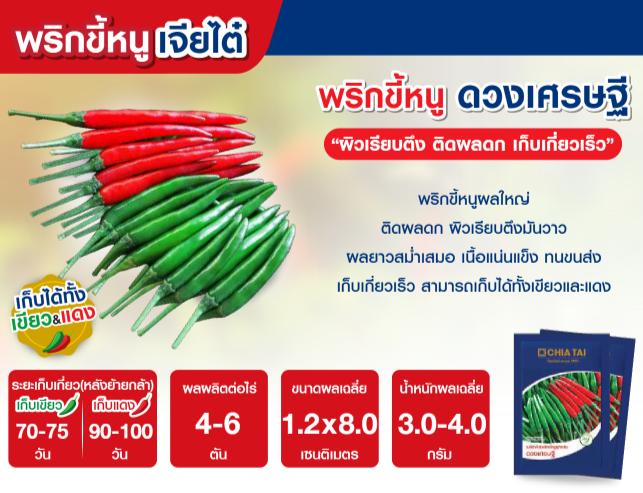 พริกขี้หนู เจียไต๋
พริกขี้หนู ดวงเศรษฐี
“ผิวเรียบตึง ติดผลดก เก็บเกี่ยวเร็ว”
พริกขี้หนูผลใหญ่
ติดผลดก ผิวเรียบตึงมันวาว
ผลยาวสม่ำเสมอ เนื้อแน่นแข็ง ทนขนส่ง
เก็บเกี่ยวเร็ว สามารถเก็บได้ทั้งเขียวและแดง
เก็บได้ทั้ง
เขียว&แดง
ระยะเก็บเกี่ยว(หลังย้ายกล้า)
เก็บเขียว เก็บแดง
70-75 90-100
วัน วัน
ผลผลิตต่อไร่
4-6
ตัน
ขนาดผลเฉลี่ย
1.2x8.0
เซนติเมตร
น้ำหนักผลเฉลี่ย
3.0-4.0
กรัม
CHIA TAI
ดวงเศรษฐี